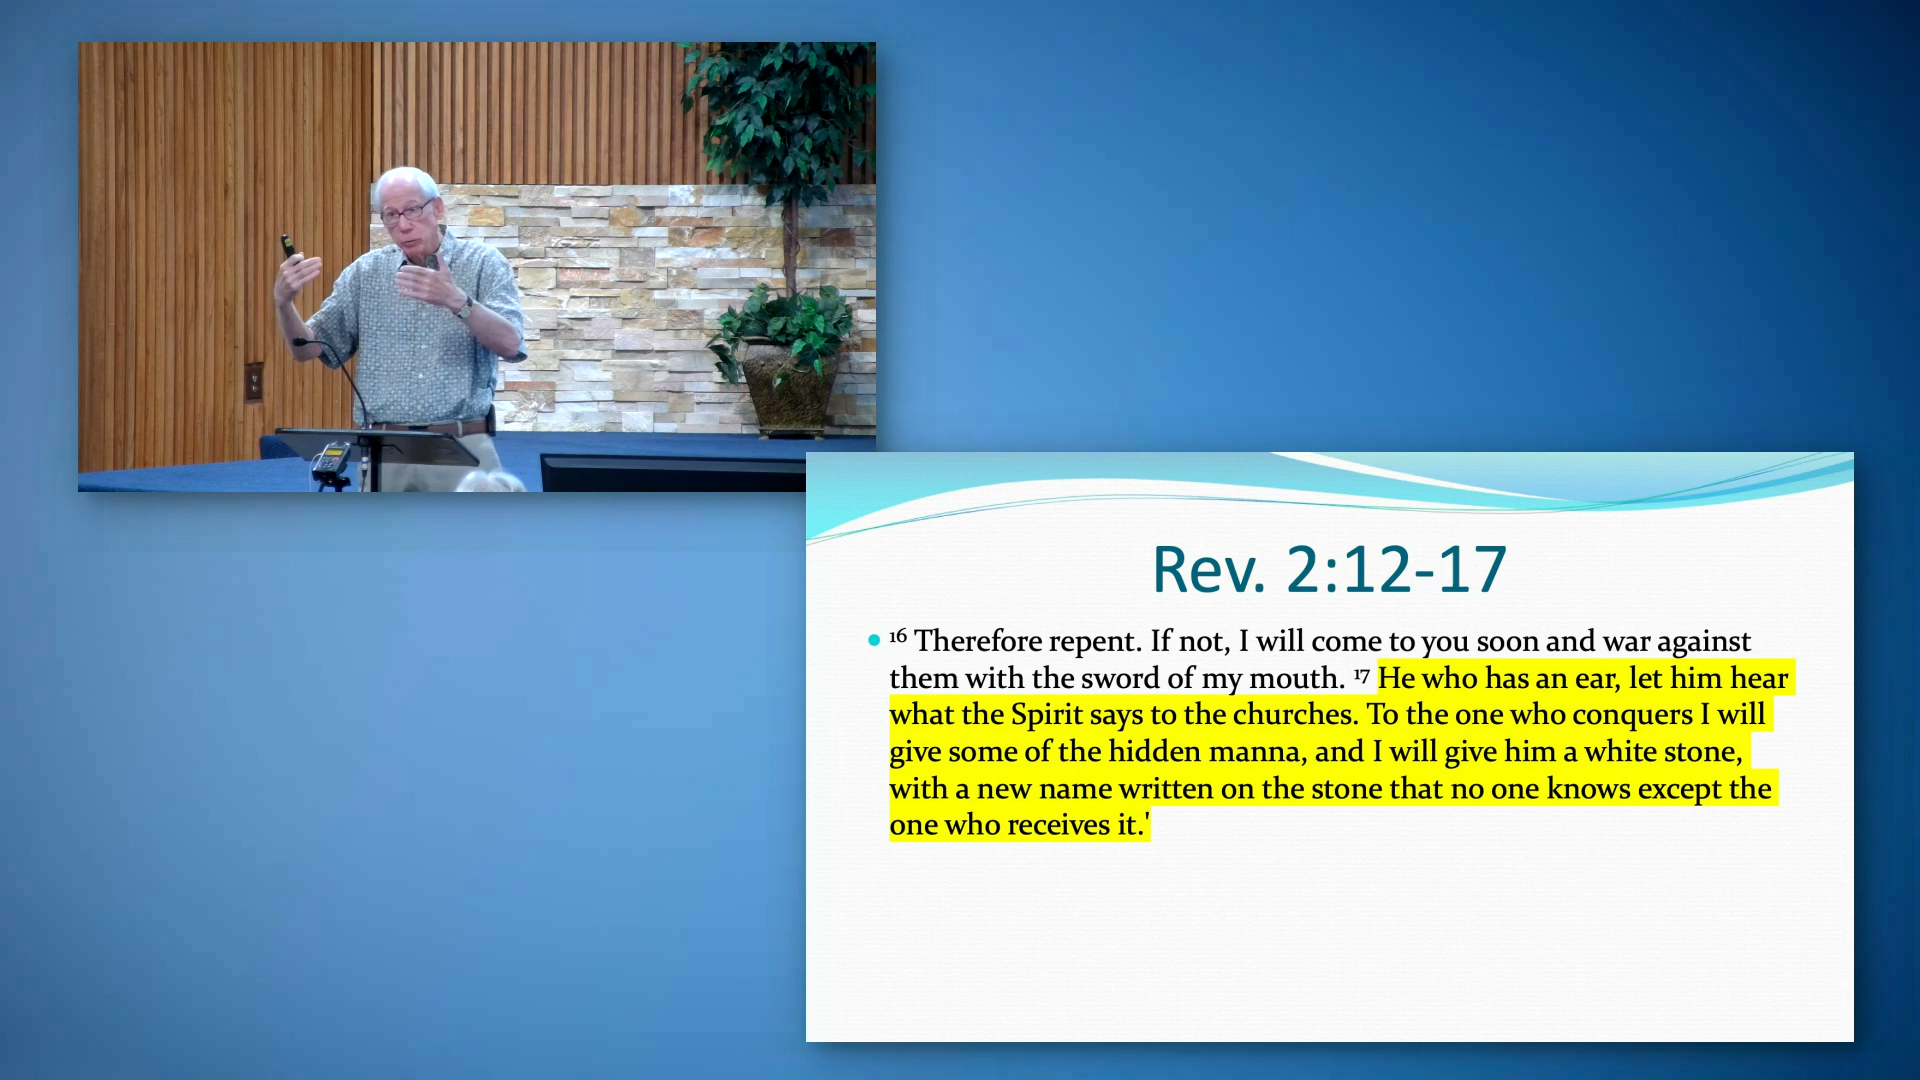 Rev. 2:12-17
• ¹⁶ Therefore repent. If not, I will come to you soon and war against
them with the sword of my mouth. ¹⁷ He who has an ear, let him hear
what the Spirit says to the churches. To the one who conquers I will
give some of the hidden manna, and I will give him a white stone,
with a new name written on the stone that no one knows except the
one who receives it.'